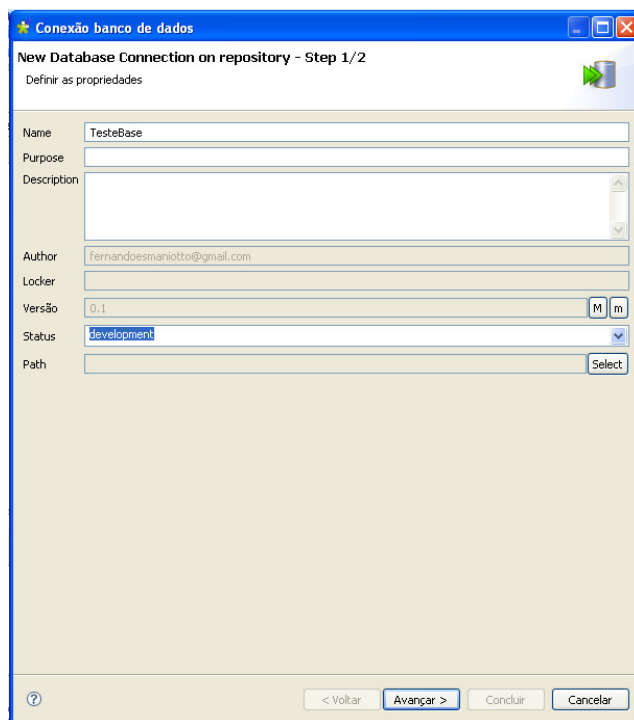 Conexão banco de dados
New Database Connection on repository - Step 1/2
Definir as propriedades
Name TesteBase
Purpose
Description
Author fernandoesmaniotto@gmail.com
Locker
Versão 0.1 M m
Status development
Path Select
? < Voltar Avançar > Concluir Cancelar